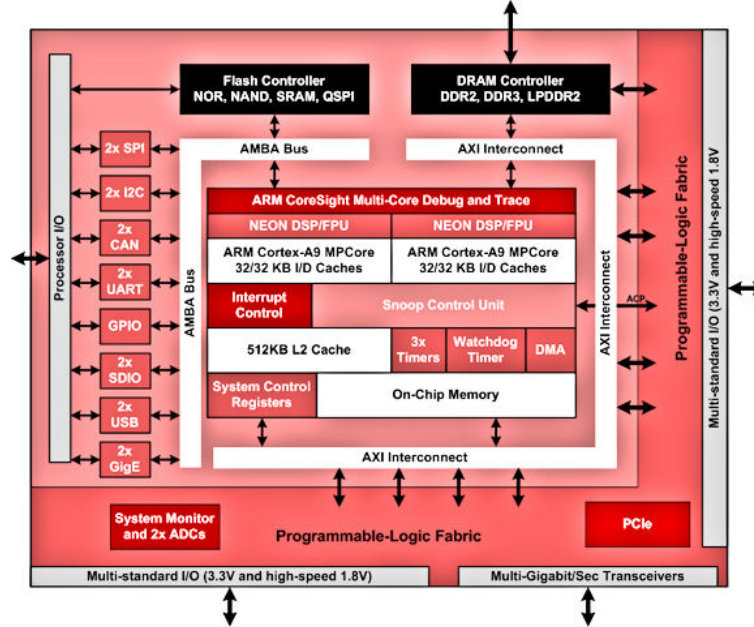 Flash Controller
NOR, NAND, SRAM, QSPI
DRAM Controller
DDR2, DDR3, LPDDR2
AMBA Bus
AXI Interconnect
Processor I/O
2x SPI
2x I2C
2x
CAN
2x
UART
GPIO
2x
SDIO
2x
USB
2x
GigE
AMBA Bus
ARM CoreSight Multi-Core Debug and Trace
NEON DSP/FPU
NEON DSP/FPU
ARM Cortex-A9 MPCore
32/32 KB I/D Caches
ARM Cortex-A9 MPCore
32/32 KB I/D Caches
Interrupt
Control
Snoop Control Unit
512KB L2 Cache
3x
Timers
Watchdog
Timer
DMA
System Control
Registers
On-Chip Memory
AXI Interconnect
AXI Interconnect
ACP
Programmable-Logic Fabric
Multi-standard I/O (3.3V and high-speed 1.8V)
System Monitor
and 2x ADCs
Programmable-Logic Fabric
PCIe
Multi-standard I/O (3.3V and high-speed 1.8V)
Multi-Gigabit/Sec Transceivers